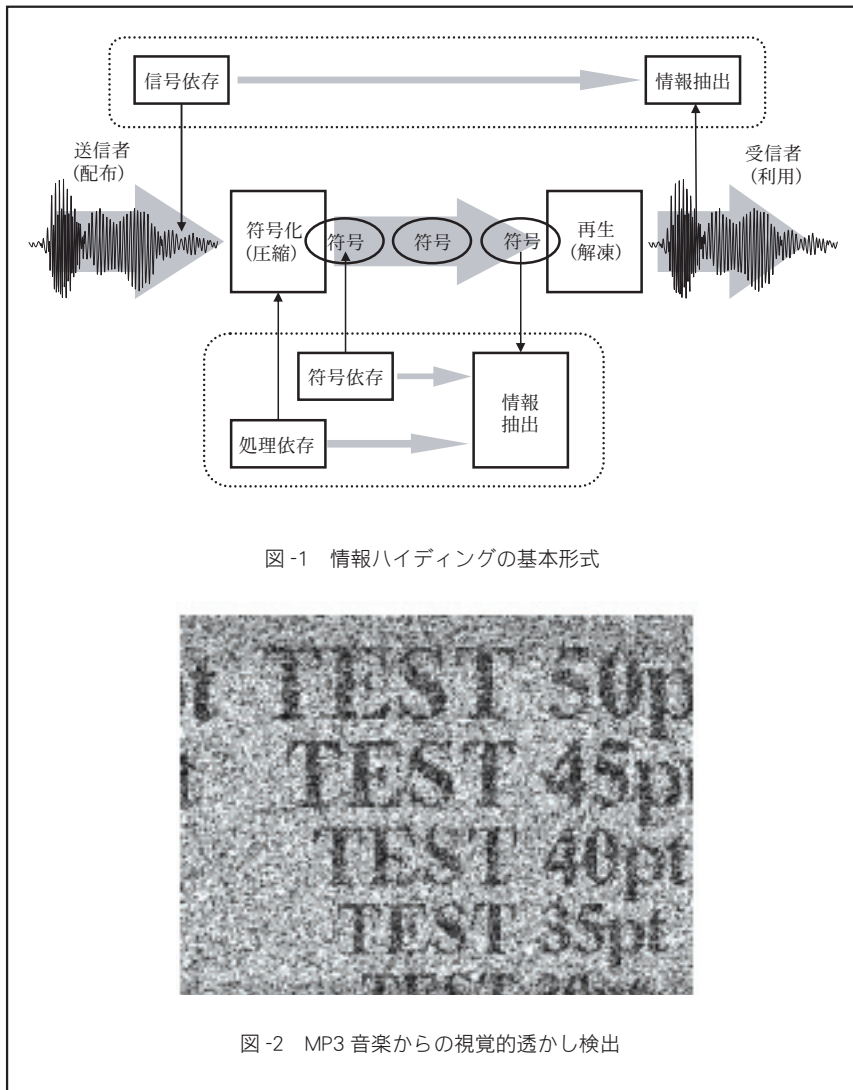 信号依存
情報抽出
送信者
(配布)
受信者
(利用)
符号化
(圧縮)
符号
符号
符号
再生
(解凍)
符号依存
情報
抽出
処理依存
図 -1 情報ハイディングの基本形式
pt TEST 50p
TEST 45pt
TEST 40pt
TEST 35pt
図 -2 MP3 音楽からの視覚的透かし検出